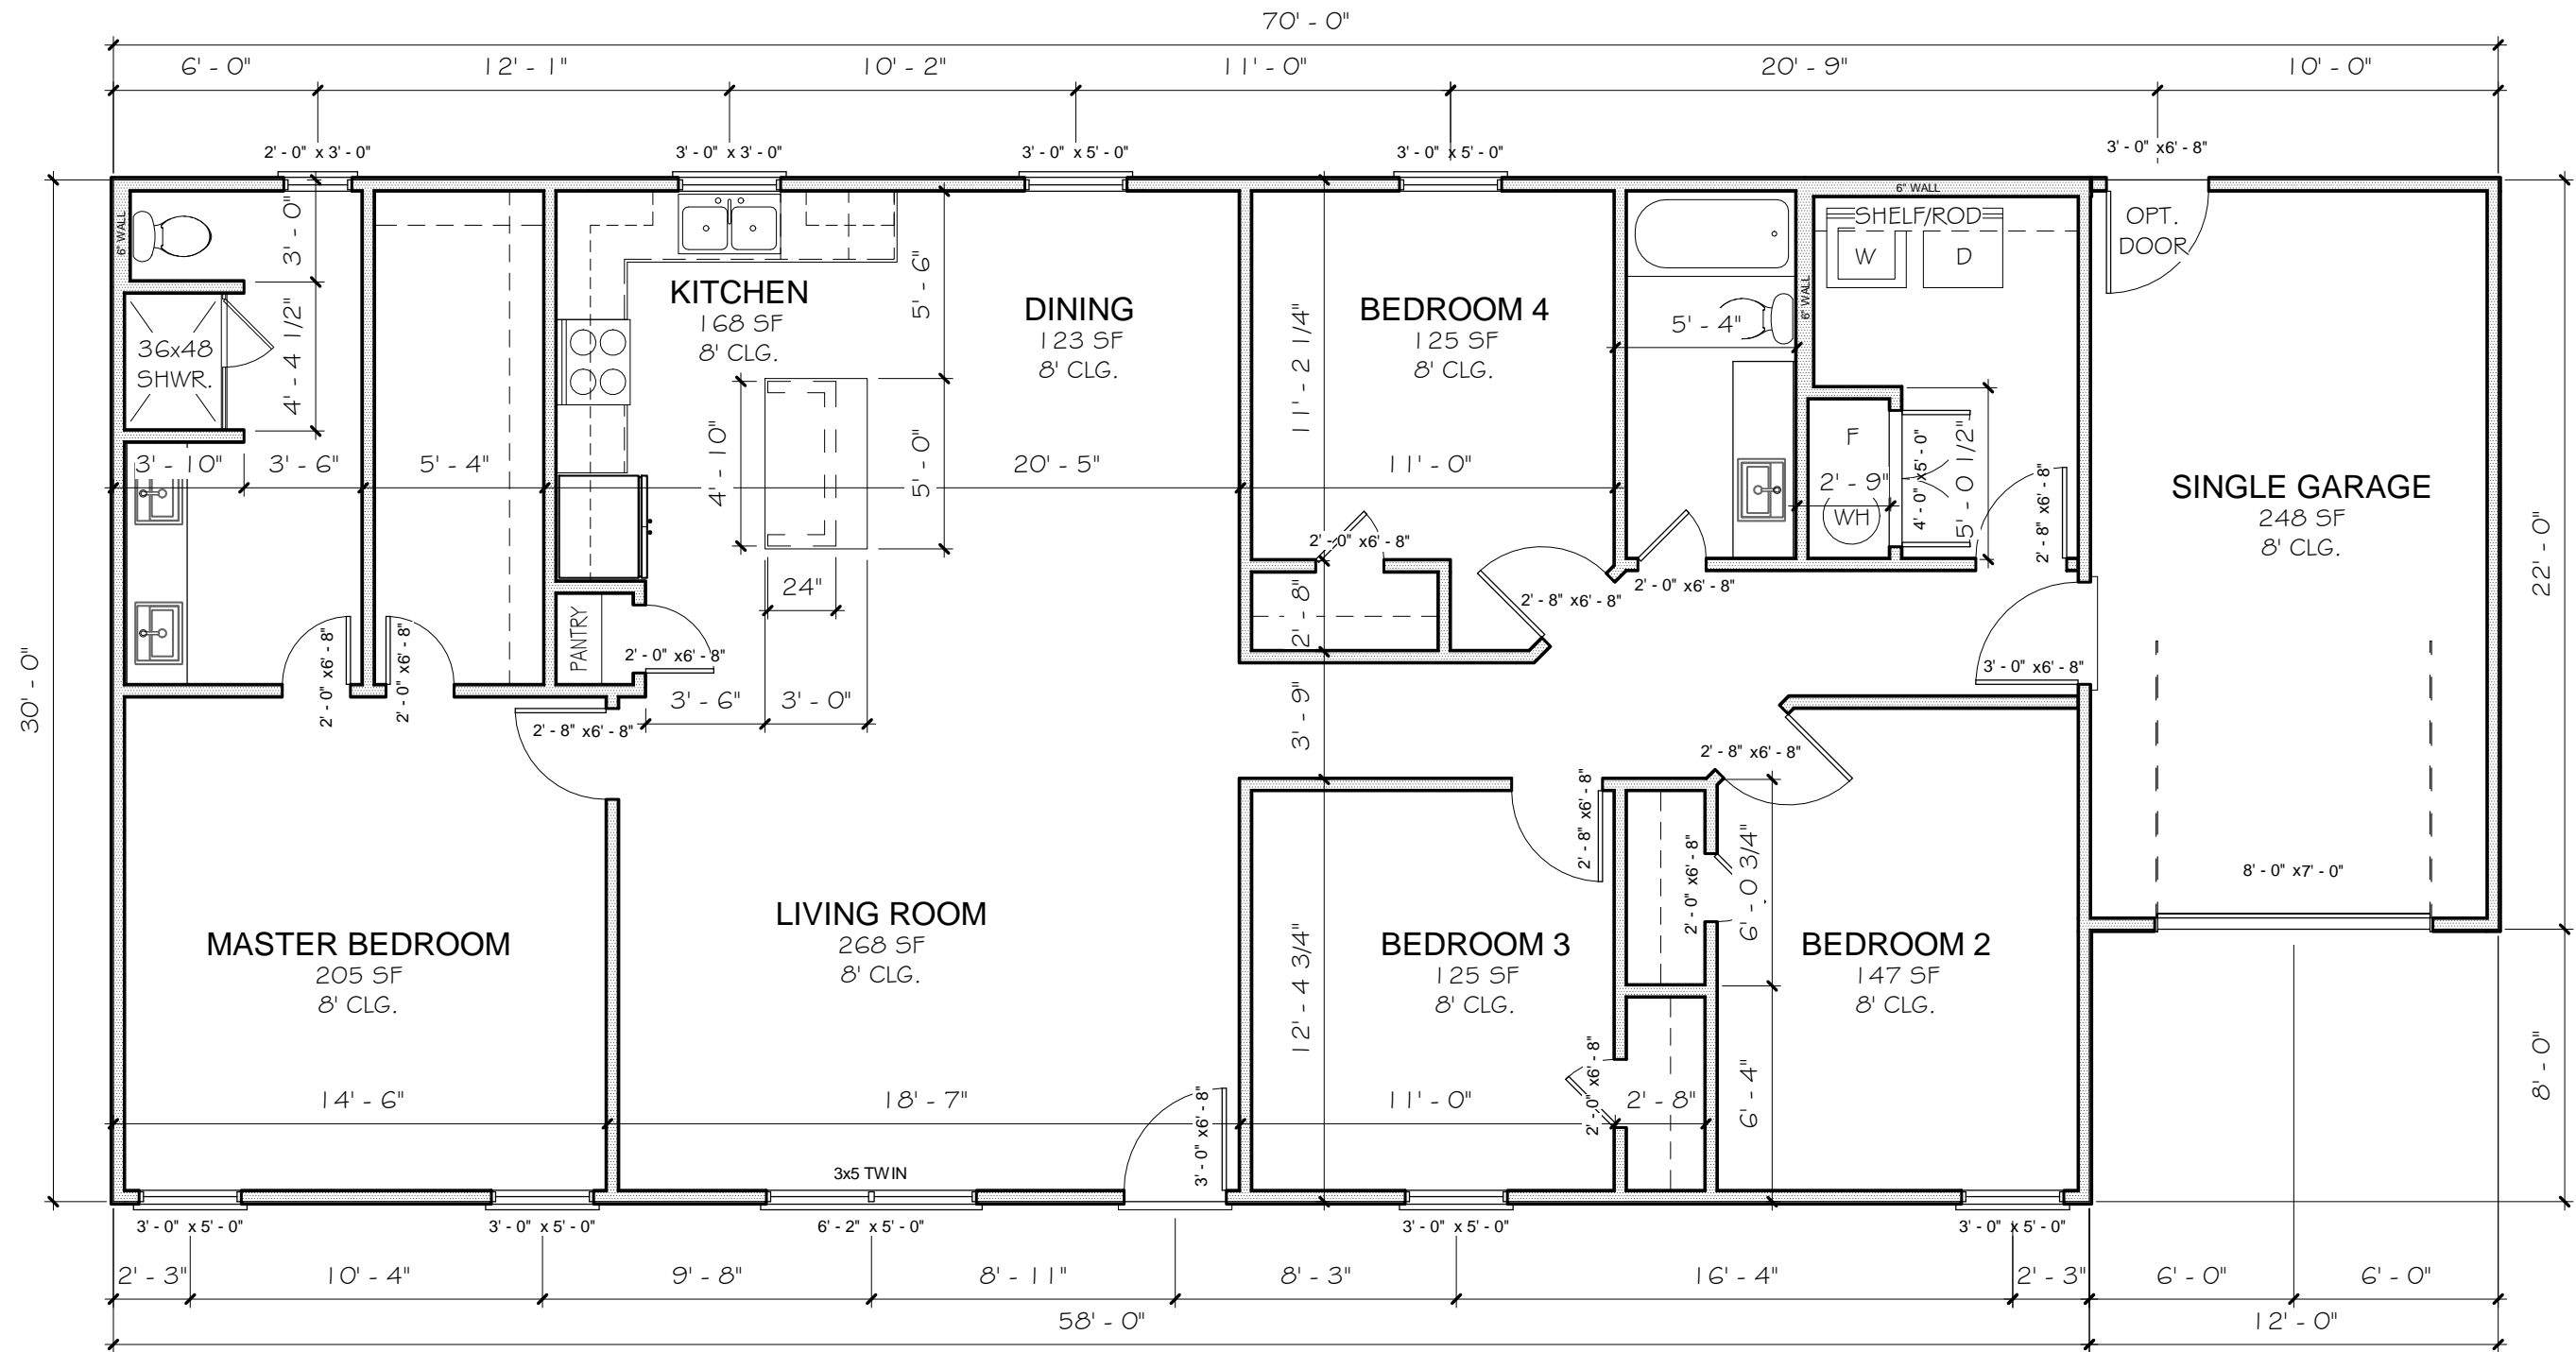 70' - 0"
6' - 0"
12' - 1"
10' - 2"
11' - 0"
20' - 9"
10' - 0"
2' - 0" x 3' - 0"
3' - 0" x 3' - 0"
3' - 0" x 5' - 0"
3' - 0" x 5' - 0"
3' - 0" x6' - 8"
6" WALL
6" WALL
3' - 0"
5' - 6"
SHELF/ROD
W
D
OPT.
DOOR
KITCHEN
168 SF
8' CLG.
DINING
123 SF
8' CLG.
BEDROOM 4
125 SF
8' CLG.
11' - 2 1/4"
5' - 4"
6" WALL
36x48
SHWR.
4' - 4 1/2"
4' - 10"
5' - 0"
3' - 10"
3' - 6"
5' - 4"
20' - 5"
11' - 0"
F
2' - 9"
WH
4' - 0" x5' - 0"
5' - 0 1/2"
2' - 8" x6' - 8"
SINGLE GARAGE
248 SF
8' CLG.
22' - 0"
2' - 0" x6' - 8"
24"
2' - 8"
2' - 8" x6' - 8"
2' - 0" x6' - 8"
PANTRY
2' - 0" x6' - 8"
2' - 0" x6' - 8"
2' - 0" x6' - 8"
3' - 0" x6' - 8"
30' - 0"
2' - 8" x6' - 8"
3' - 6"
3' - 0"
3' - 9"
2' - 8" x6' - 8"
2' - 8" x6' - 8"
2' - 0" x6' - 8"
6' - 0 3/4"
8' - 0" x7' - 0"
MASTER BEDROOM
205 SF
8' CLG.
LIVING ROOM
268 SF
8' CLG.
12' - 4 3/4"
BEDROOM 3
125 SF
8' CLG.
BEDROOM 2
147 SF
8' CLG.
14' - 6"
18' - 7"
3' - 0" x6' - 8"
11' - 0"
2' - 0" x6' - 8"
2' - 8"
6' - 4"
8' - 0"
3x5 TWIN
3' - 0" x 5' - 0"
3' - 0" x 5' - 0"
6' - 2" x 5' - 0"
3' - 0" x 5' - 0"
3' - 0" x 5' - 0"
2' - 3"
10' - 4"
9' - 8"
8' - 11"
8' - 3"
16' - 4"
2' - 3"
6' - 0"
6' - 0"
58' - 0"
12' - 0"